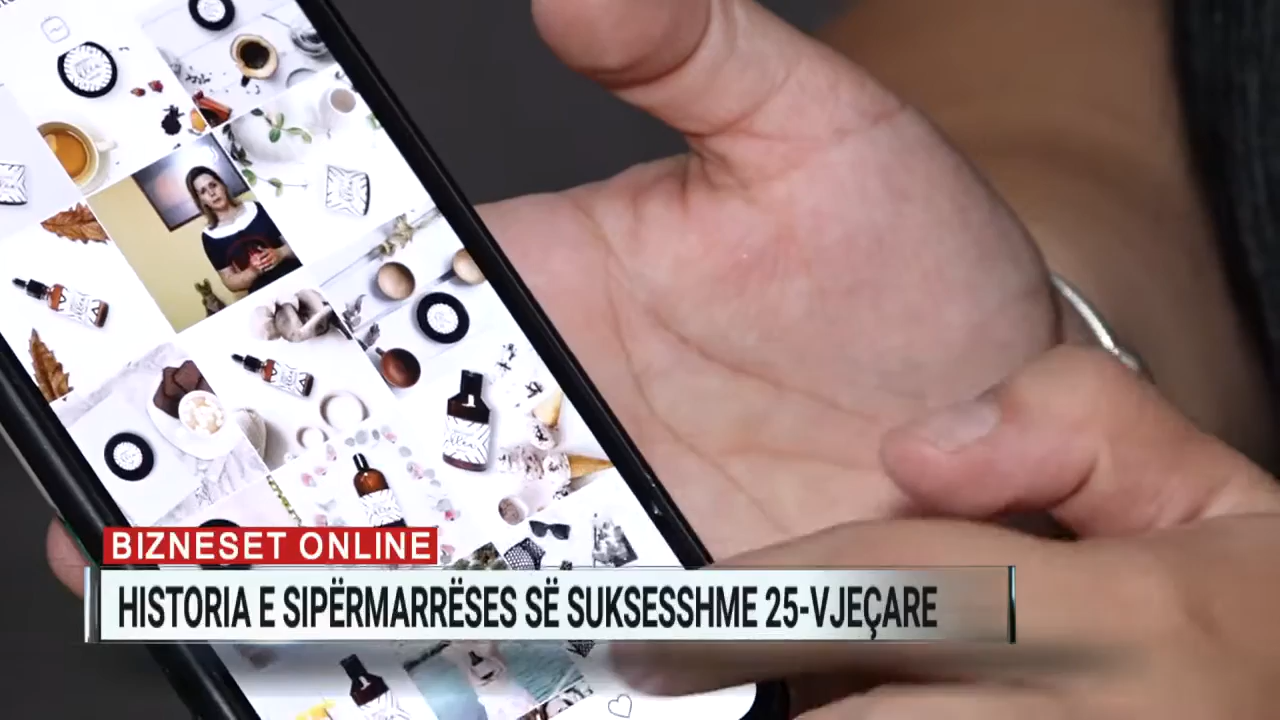 BIZNESET ONLINE
HISTORIA E SIPËRMARRËSES SË SUKSESSHME 25-VJEÇARE